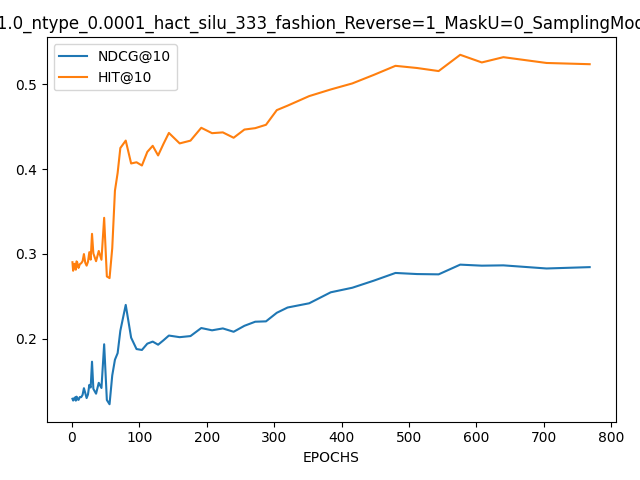 1.0_ntype_0.0001_hact_silu_333_fashion_Reverse=1_MaskU=0_SamplingMod
NDCG@10
HIT@10
0.5
0.4
0.3
0.2
0 100 200 300 400 500 600 700 800
EPOCHS